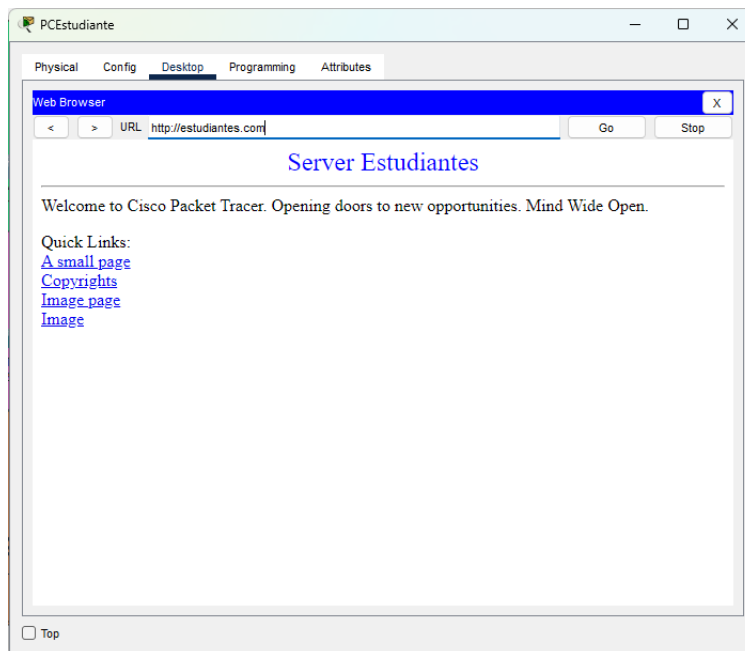 PCEstudiante
Physical Config Desktop Programming Attributes
Web Browser X
< > URL http://estudiantes.com Go Stop
Server Estudiantes
Welcome to Cisco Packet Tracer. Opening doors to new opportunities. Mind Wide Open.
Quick Links:
A small page
Copyrights
Image page
Image
Top